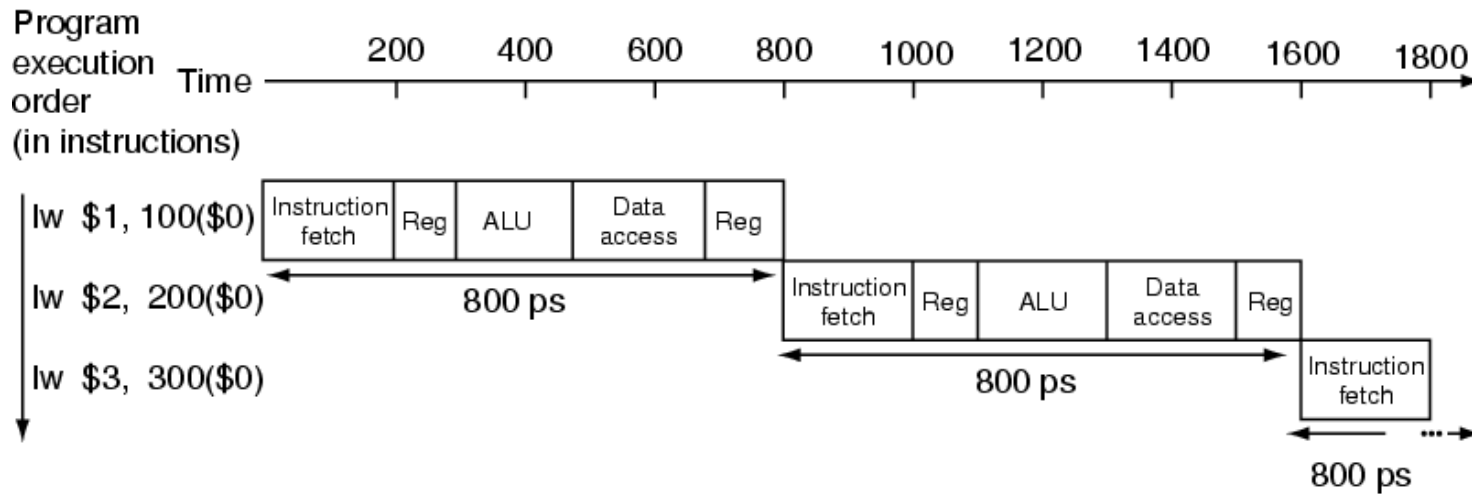 Program
execution
order
(in instructions)
Time
200 400 600 800 1000 1200 1400 1600 1800
lw $1, 100($0)
Instruction
fetch
Reg
ALU
Data
access
Reg
800 ps
lw $2, 200($0)
Instruction
fetch
Reg
ALU
Data
access
Reg
800 ps
lw $3, 300($0)
Instruction
fetch
...
800 ps